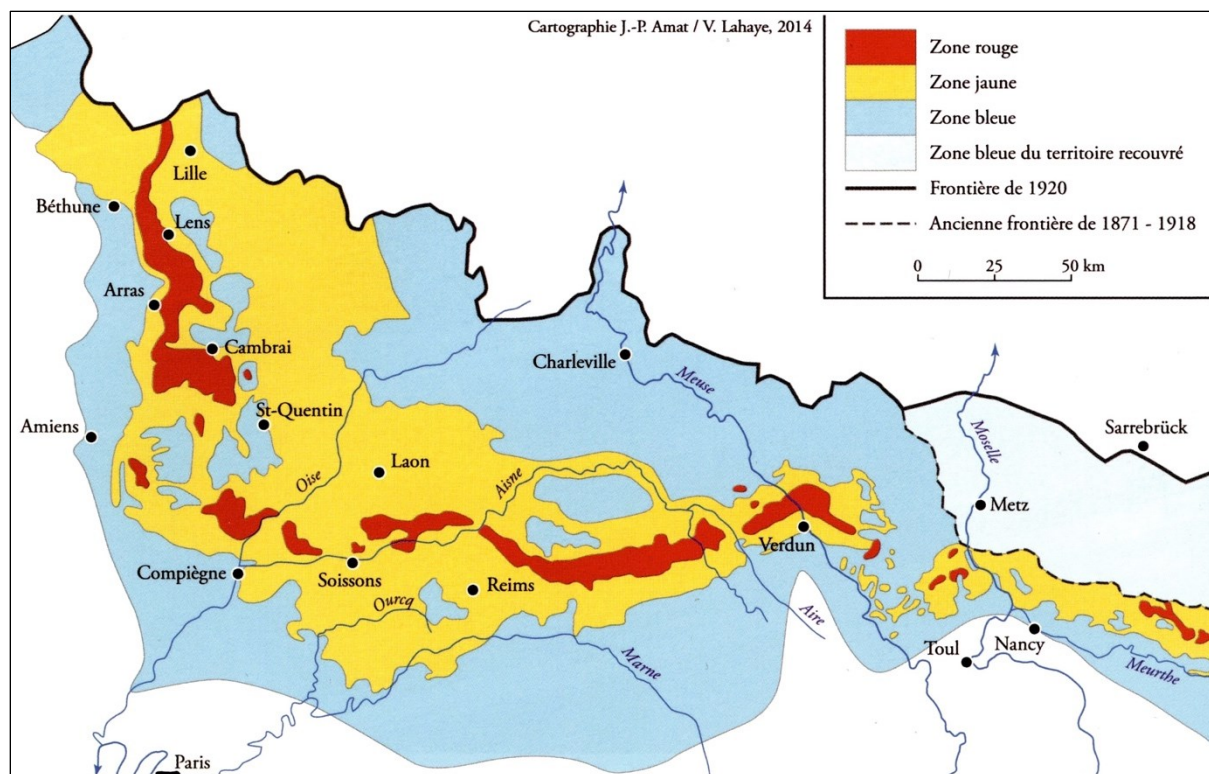 Cartographie J.-P. Amat / V. Lahaye, 2014
Zone rouge
Zone jaune
Zone bleue
Zone bleue du territoire recouvré
Frontière de 1920
Ancienne frontière de 1871 - 1918
0 25 50 km
Lille
Béthune
Lens
Arras
Cambrai
Charleville
Meuse
St-Quentin
Amiens
Sarrebrück
Moselle
Laon
Oise
Aisne
Metz
Verdun
Compiègne
Soissons
Reims
Ourcq
Aire
Toul
Nancy
Marne
Meurthe
Paris